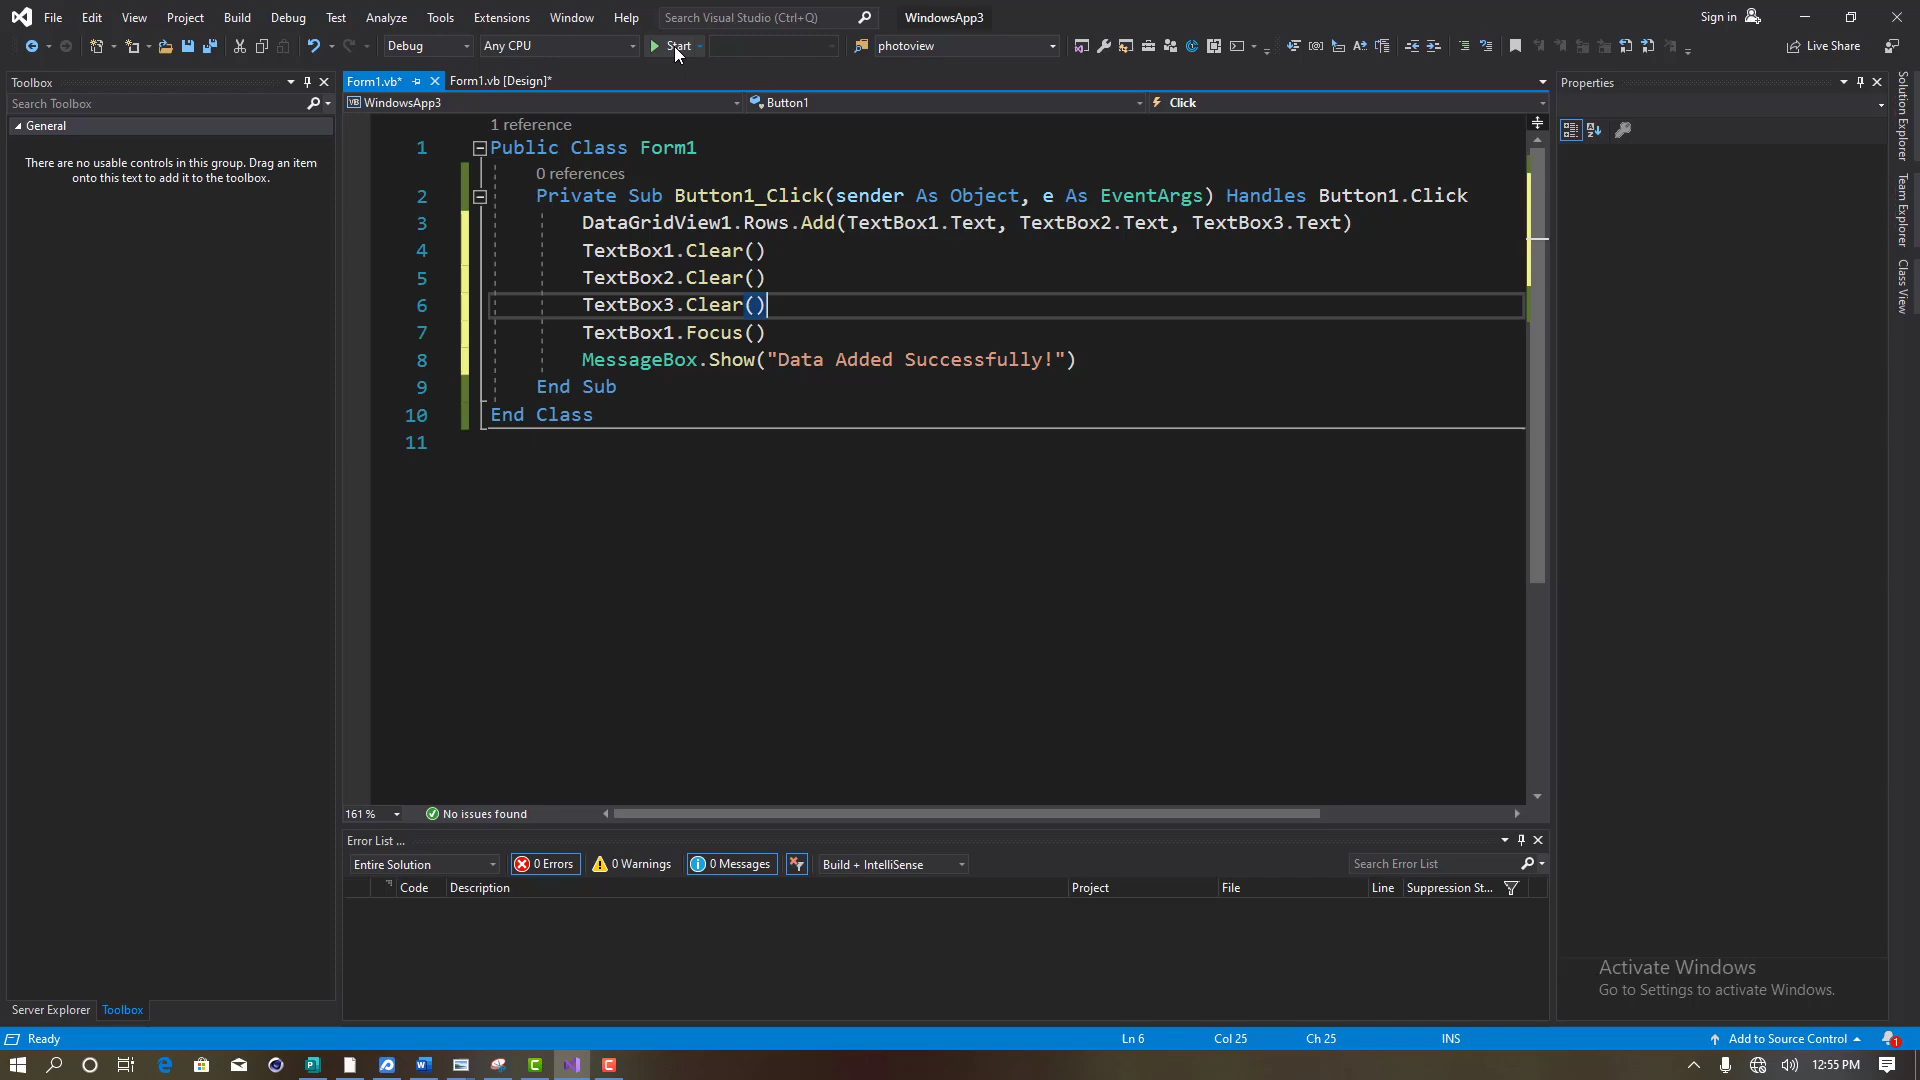 File Edit View Project Build Debug Test Analyze Tools Extensions Window Help Search Visual Studio (Ctrl+Q) WindowsApp3 Sign in
Debug Any CPU Start photoview Live Share
Toolbox
Search Toolbox
General
There are no usable controls in this group. Drag an item
onto this text to add it to the toolbox.
Server Explorer Toolbox
Form1.vb* Form1.vb [Design]*
VB WindowsApp3 Button1 Click
1 reference
1 Public Class Form1
0 references
2 Private Sub Button1_Click(sender As Object, e As EventArgs) Handles Button1.Click
3 DataGridView1.Rows.Add(TextBox1.Text, TextBox2.Text, TextBox3.Text)
4 TextBox1.Clear()
5 TextBox2.Clear()
6 TextBox3.Clear()
7 TextBox1.Focus()
8 MessageBox.Show("Data Added Successfully!")
9 End Sub
10 End Class
11
161 % No issues found
Error List ...
Entire Solution 0 Errors 0 Warnings 0 Messages Build + IntelliSense Search Error List
Code Description Project File Line Suppression St...
Properties
Solution Explorer
Team Explorer
Class View
Activate Windows
Go to Settings to activate Windows.
Ready Ln 6 Col 25 Ch 25 INS Add to Source Control 1
12:55 PM